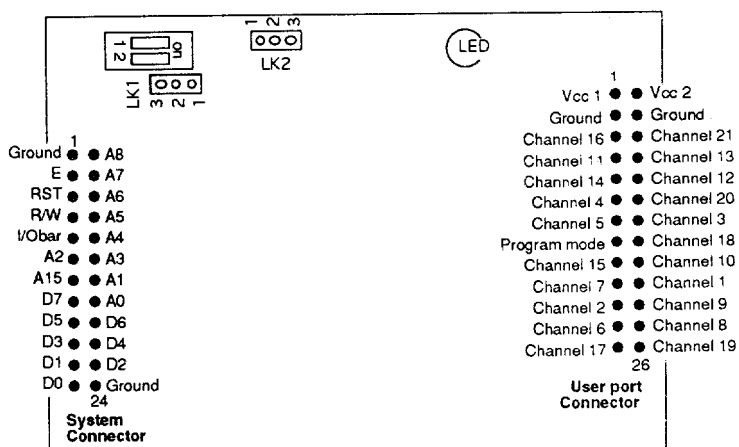 1 2 on
LK1
3 2 1
1 2 3
LK2
LED
1
Ground A8
E A7
RST A6
R/W A5
I/Obar A4
A2 A3
A15 A1
D7 A0
D5 D6
D3 D4
D1 D2
D0 Ground
24
System
Connector
1
Vcc 1 Vcc 2
Ground Ground
Channel 16 Channel 21
Channel 11 Channel 13
Channel 14 Channel 12
Channel 4 Channel 20
Channel 5 Channel 3
Program mode Channel 18
Channel 15 Channel 10
Channel 7 Channel 1
Channel 2 Channel 9
Channel 6 Channel 8
Channel 17 Channel 19
26
User port
Connector